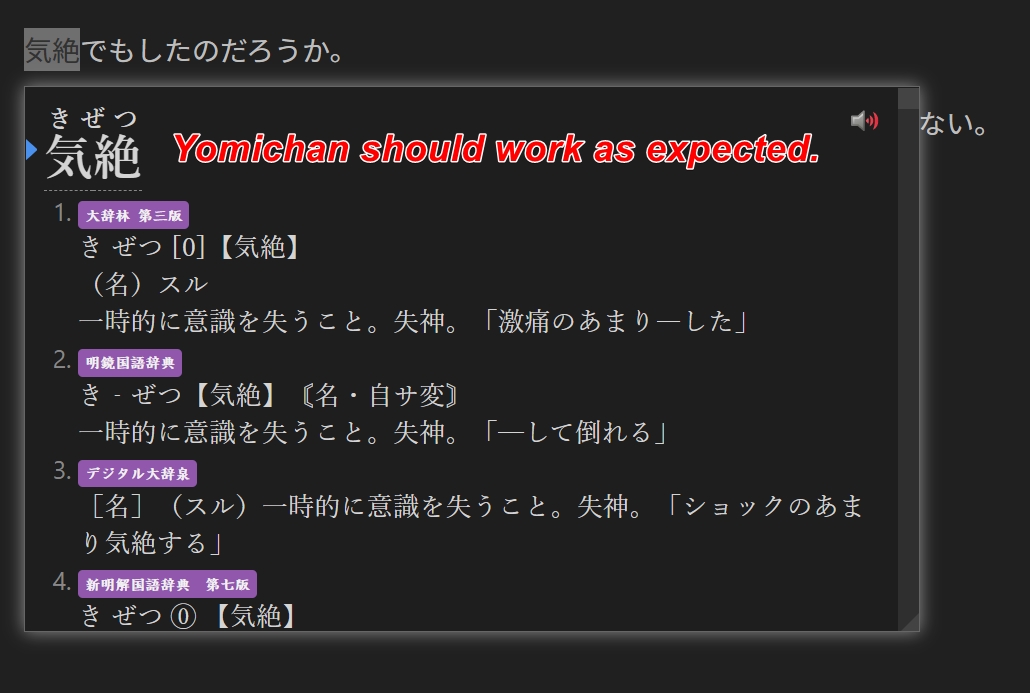 気絶でもしたのだろうか。
ない。
きぜつ
気絶
Yomichan should work as expected.
1. 大辞林 第三版
き ぜつ [0]【気絶】
（名）スル
一時的に意識を失うこと。失神。「激痛のあまり―した」
2. 明鏡国語辞典
き‐ぜつ【気絶】〘名・自サ変〙
一時的に意識を失うこと。失神。「―して倒れる」
3. デジタル大辞泉
［名］（スル）一時的に意識を失うこと。失神。「ショックのあま
り気絶する」
4. 新明解国語辞典　第七版
き ぜつ ⓪ 【気絶】